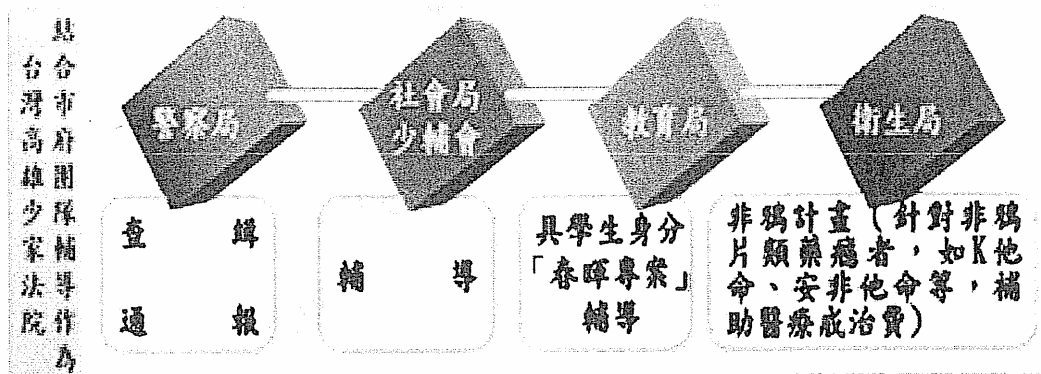 結合市府團隊輔導作為
台灣高雄少家法院
警察局
社會局
少輔會
教育局
衛生局
查緝
通報
輔導
具學生身分
「春暉專案」
輔導
非鴉計畫(針對非鴉
片類藥癮者,如K他
命、安非他命等,補
助醫療戒治費)